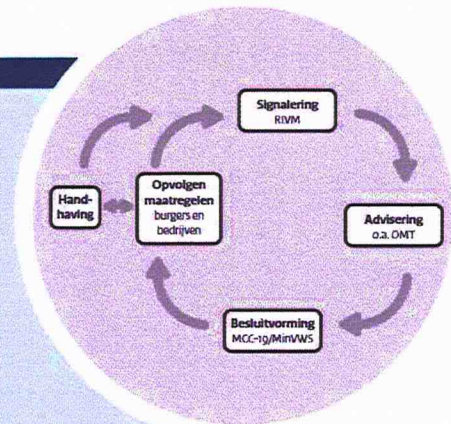 Signalering
RIVM
Advisering
o.a. OMT
Besluitvorming
MCC-19/MinVWS
Opvolgen
maatregelen
burgers en
bedrijven
Hand-
having